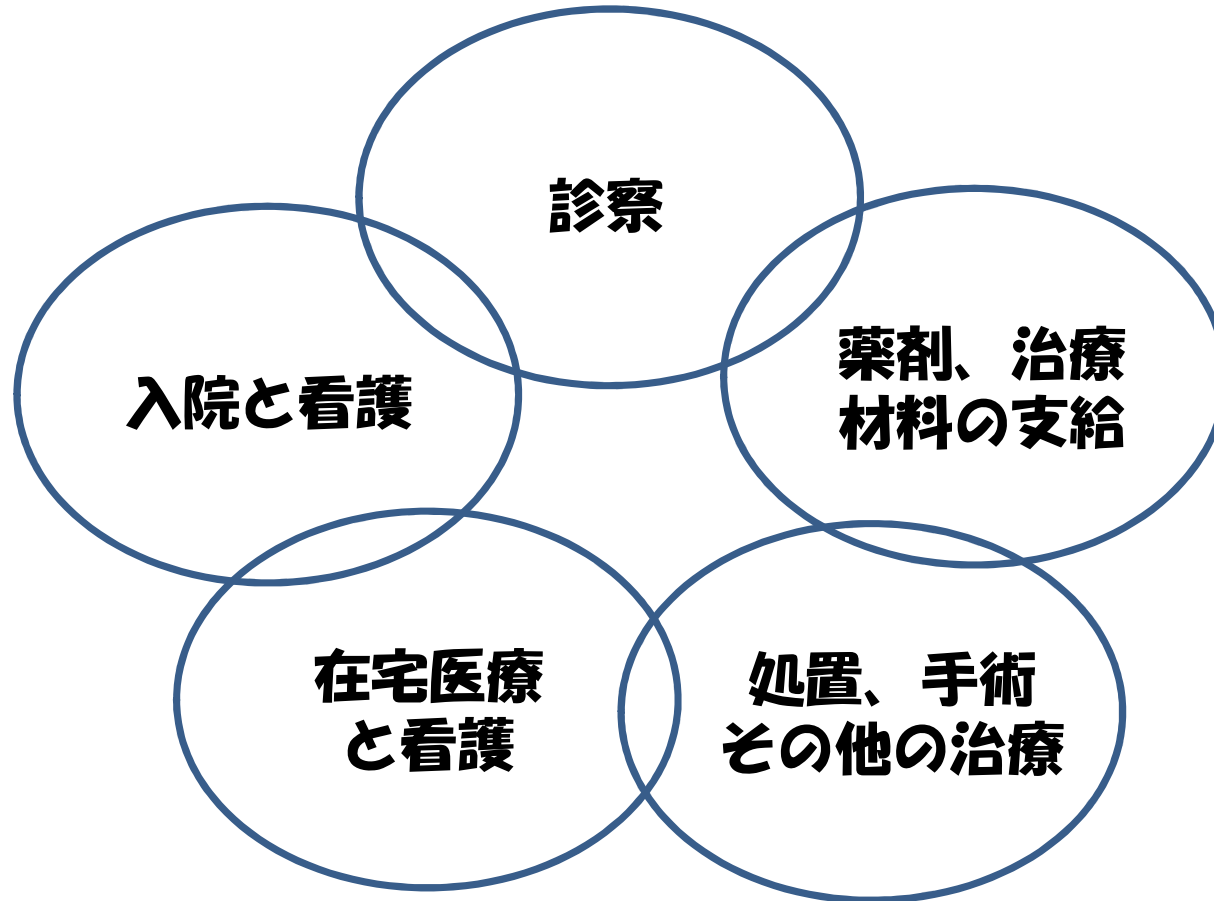 診察
薬剤、治療
材料の支給
入院と看護
在宅医療
と看護
処置、手術
その他の治療